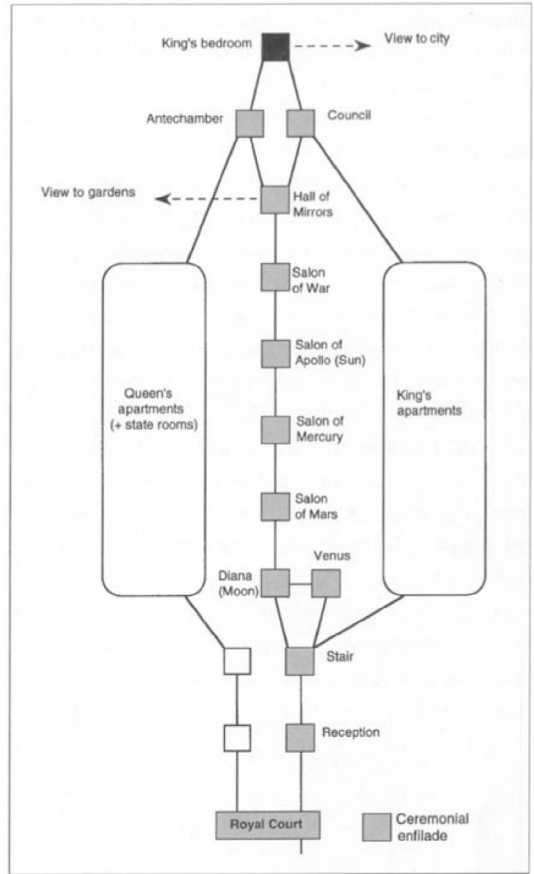 King's bedroom
View to city
Antechamber
Council
View to gardens
Hall of
Mirrors
Salon
of War
Salon of
Apollo (Sun)
Queen's
apartments
(+ state rooms)
King's
apartments
Salon of
Mercury
Salon
of Mars
Venus
Diana
(Moon)
Stair
Reception
Royal Court
Ceremonial
enfilade